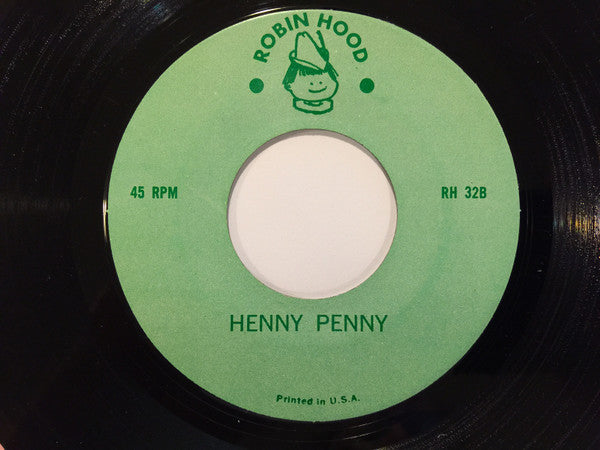 ROBIN HOOD
45 RPM
RH 32B
HENNY PENNY
Printed in U.S.A.